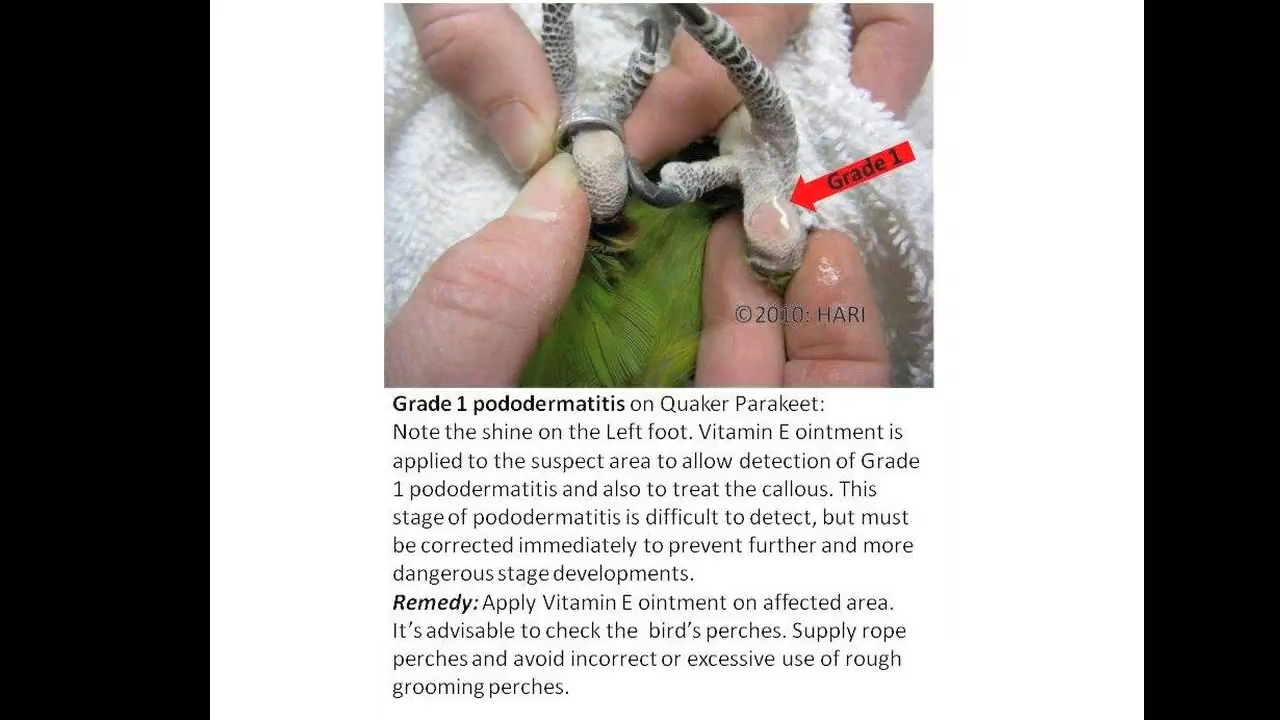 Grade 1
©2010: HARI
Grade 1 pododermatitis on Quaker Parakeet:
Note the shine on the Left foot. Vitamin E ointment is
applied to the suspect area to allow detection of Grade
1 pododermatitis and also to treat the callous. This
stage of pododermatitis is difficult to detect, but must
be corrected immediately to prevent further and more
dangerous stage developments.
Remedy: Apply Vitamin E ointment on affected area.
It’s advisable to check the bird’s perches. Supply rope
perches and avoid incorrect or excessive use of rough
grooming perches.